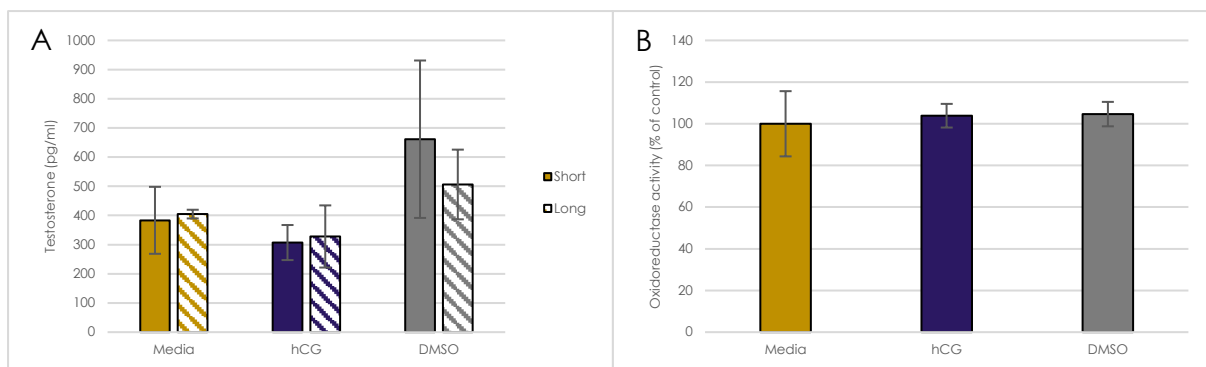 A
Testosterone (pg/ml)
1000
900
800
700
600
500
400
300
200
100
0
Media
hCG
DMSO
Short
Long
B
Oxidoreductase activity (% of control)
140
120
100
80
60
40
20
0
Media
hCG
DMSO